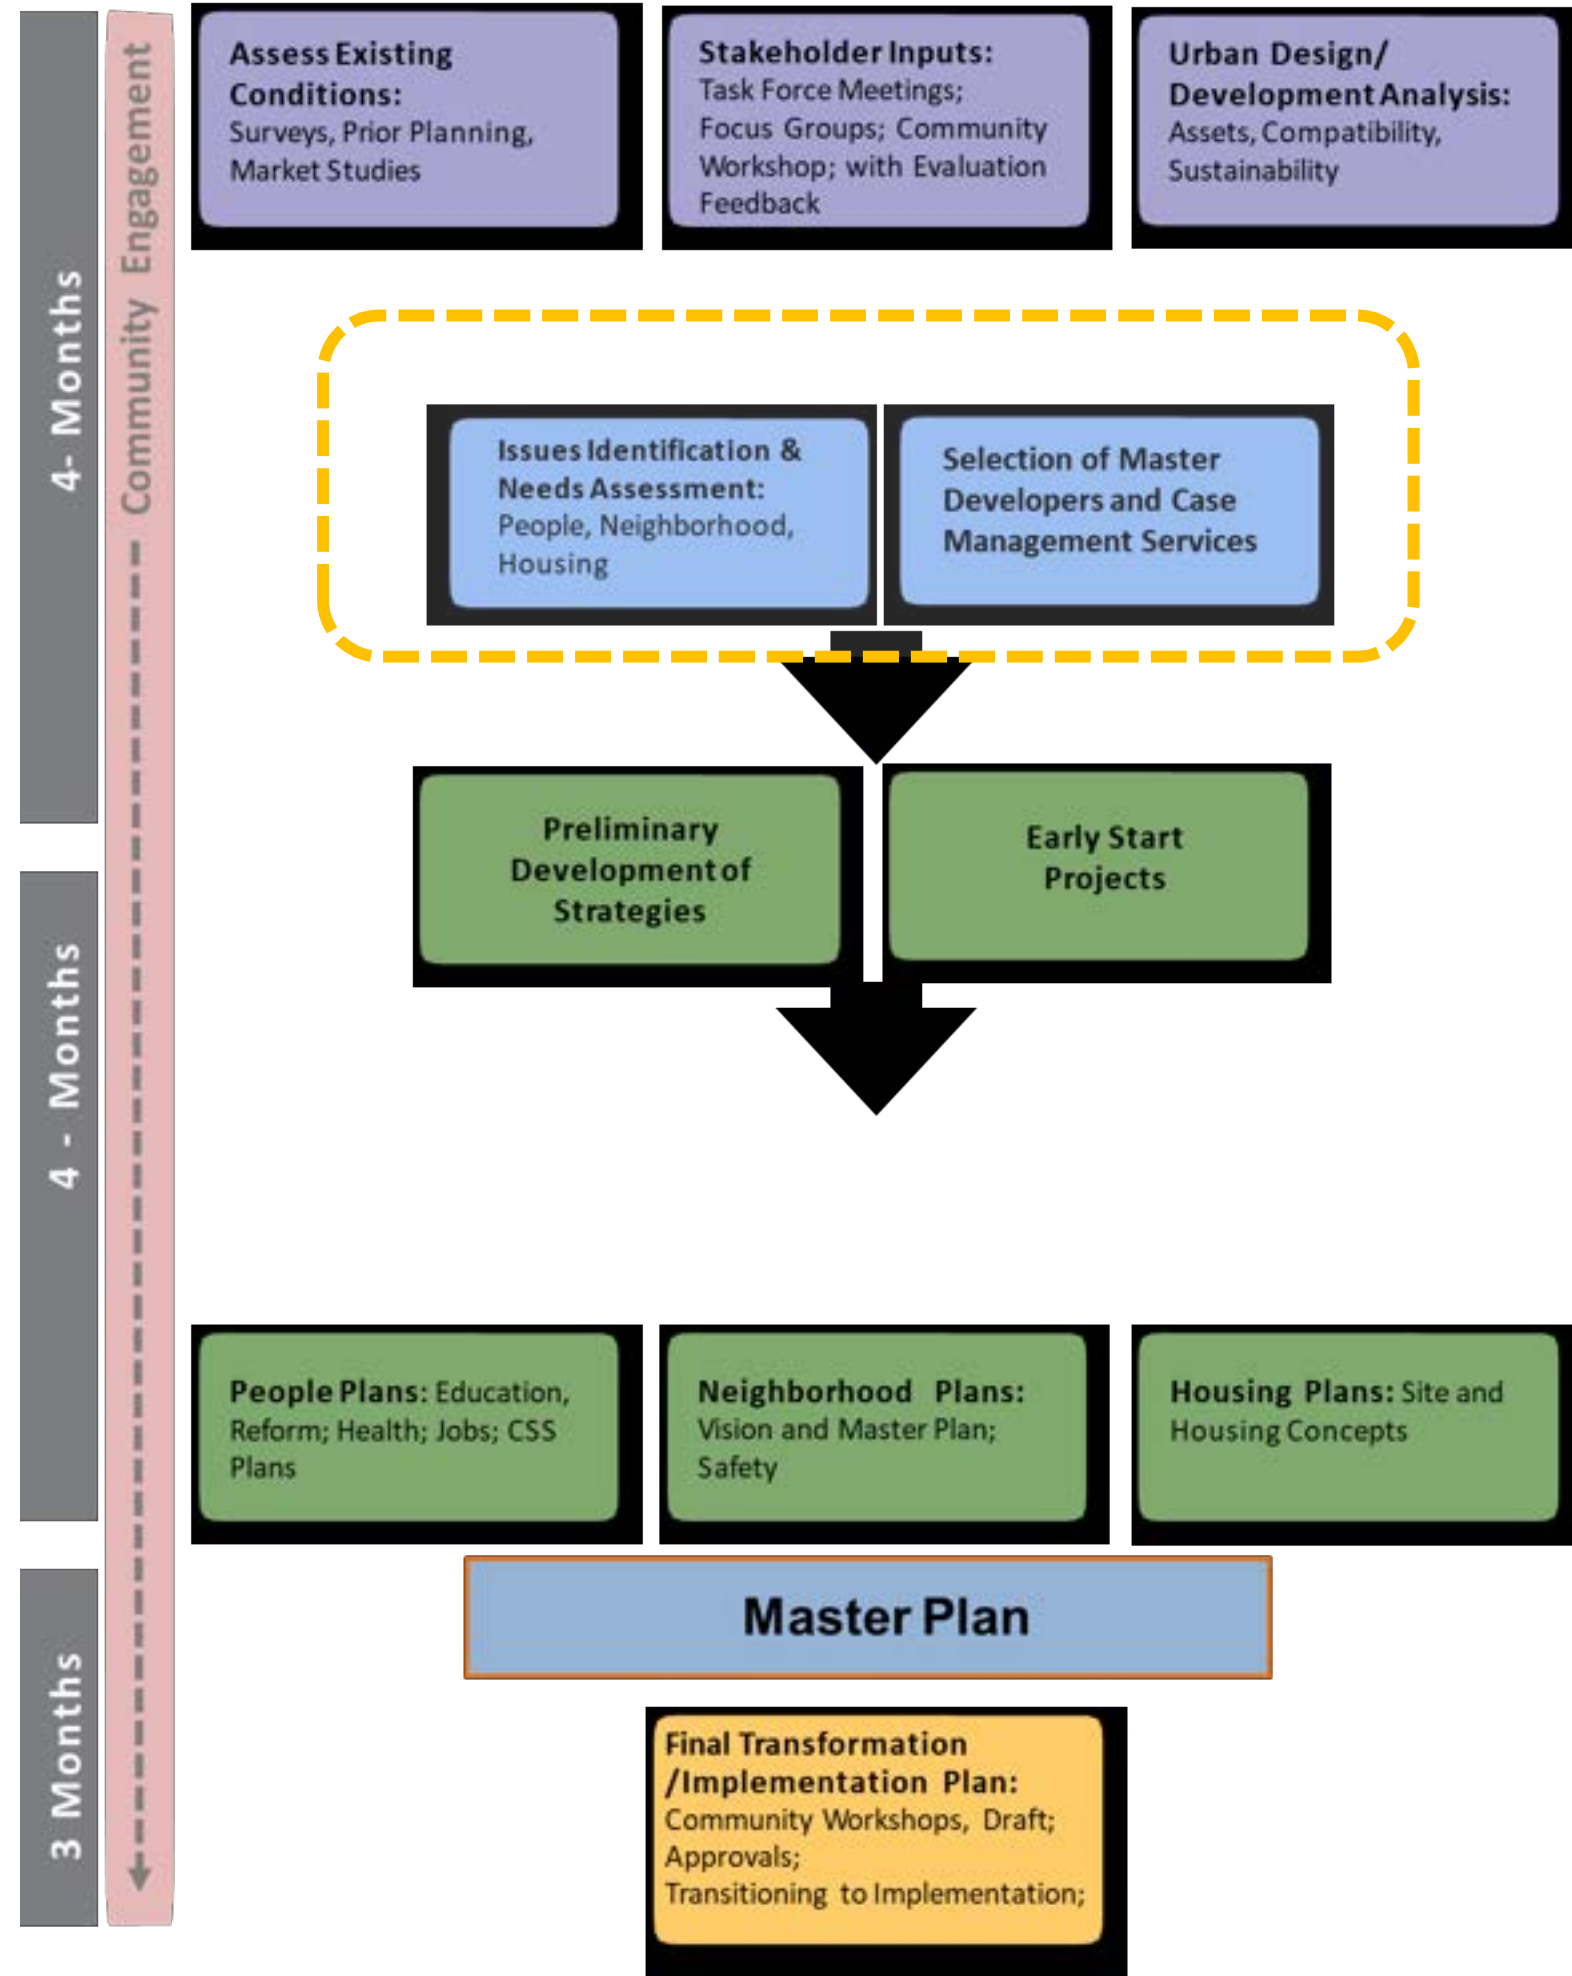 4- Months
Community Engagement
Assess Existing
Conditions:
Surveys, Prior Planning,
Market Studies
Stakeholder Inputs:
Task Force Meetings;
Focus Groups; Community
Workshop; with Evaluation
Feedback
Urban Design/
Development Analysis:
Assets, Compatibility,
Sustainability
Issues Identification &
Needs Assessment:
People, Neighborhood,
Housing
Selection of Master
Developers and Case
Management Services
4 - Months
Preliminary
Development of
Strategies
Early Start
Projects
People Plans: Education,
Reform; Health; Jobs; CSS
Plans
Neighborhood Plans:
Vision and Master Plan;
Safety
Housing Plans: Site and
Housing Concepts
3 Months
Master Plan
Final Transformation
/Implementation Plan:
Community Workshops, Draft;
Approvals;
Transitioning to Implementation;